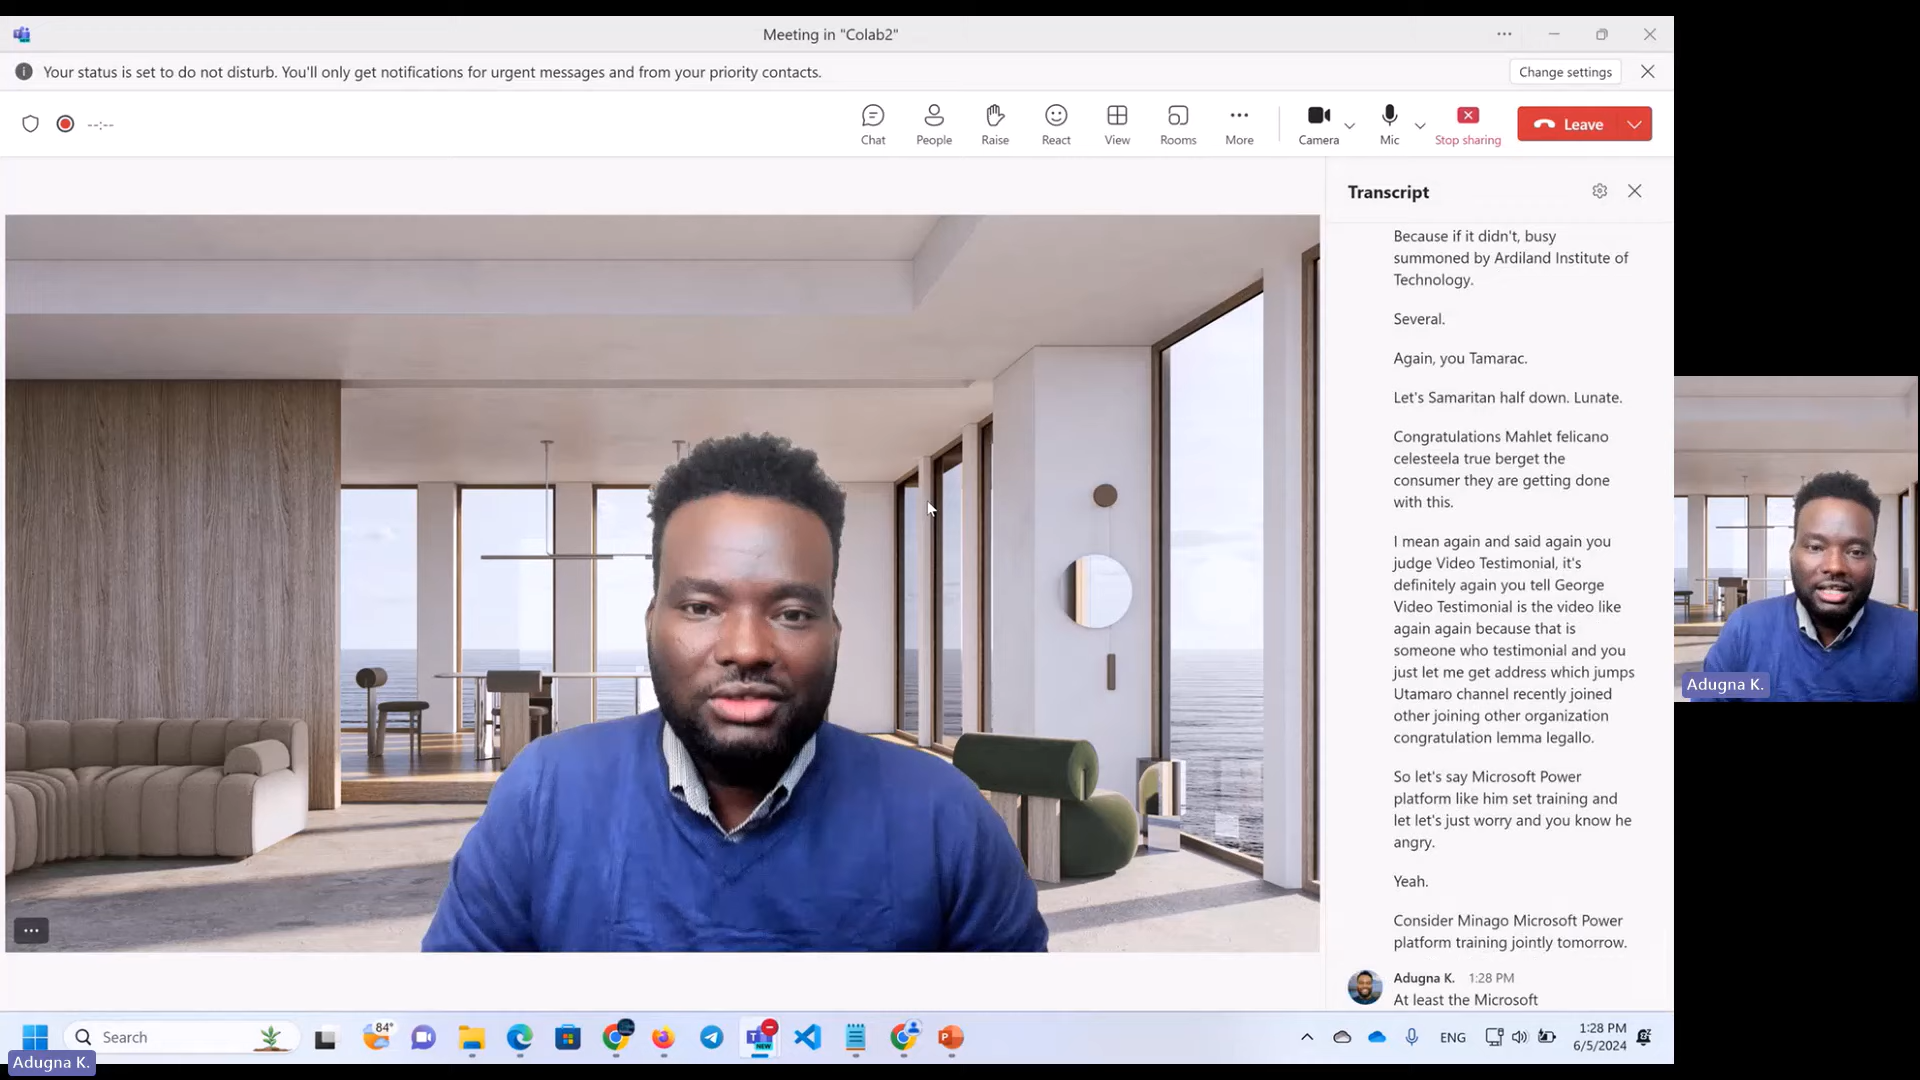 Meeting in "Colab2"
Your status is set to do not disturb. You'll only get notifications for urgent messages and from your priority contacts.
Change settings
--:--
Chat
People
Raise
React
View
Rooms
More
Camera
Mic
Stop sharing
Leave
Transcript
Because if it didn't, busy
summoned by Ardiland Institute of
Technology.
Several.
Again, you Tamarac.
Let's Samaritan half down. Lunate.
Congratulations Mahlet felicano
celesteela true berget the
consumer they are getting done
with this.
I mean again and said again you
judge Video Testimonial, it's
definitely again you tell George
Video Testimonial is the video like
again again because that is
someone who testimonial and you
just let me get address which jumps
Utamaro channel recently joined
other joining other organization
congratulation lemma legallo.
So let's say Microsoft Power
platform like him set training and
let let's just worry and you know he
angry.
Yeah.
Consider Minago Microsoft Power
platform training jointly tomorrow.
Adugna K. 1:28 PM
At least the Microsoft
Adugna K.
Search
84°
NEW
ENG
1:28 PM
6/5/2024
Adugna K.